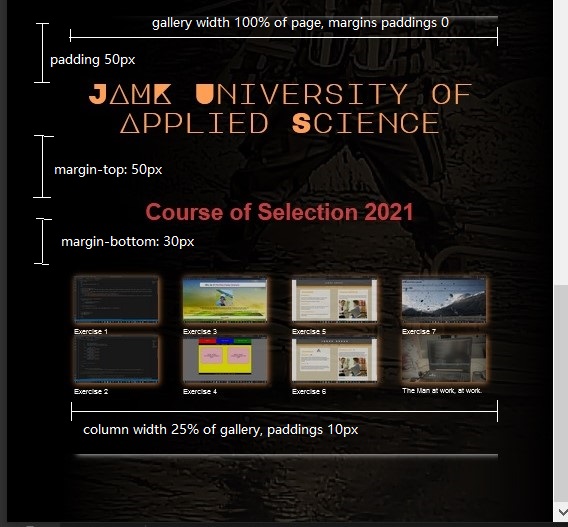 gallery width 100% of page, margins paddings 0
padding 50px
JAMK UNIVERSITY OF
APPLIED SCIENCE
margin-top: 50px
Course of Selection 2021
margin-bottom: 30px
Exercise 1
Exercise 3
Exercise 5
Exercise 7
Exercise 2
Exercise 4
Exercise 6
The Man at work, at work.
column width 25% of gallery, paddings 10px